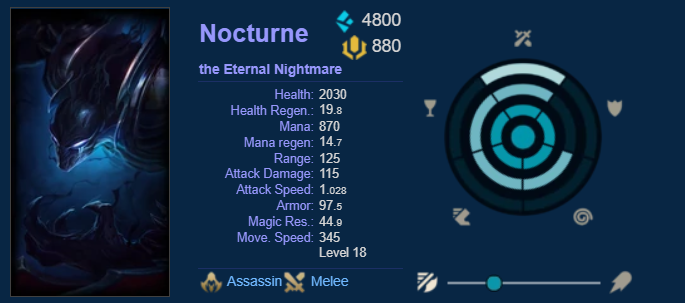 Nocturne
4800
880
the Eternal Nightmare
Health: 2030
Health Regen.: 19.8
Mana: 870
Mana regen: 14.7
Range: 125
Attack Damage: 115
Attack Speed: 1.028
Armor: 97.5
Magic Res.: 44.9
Move. Speed: 345
Level 18
Assassin Melee